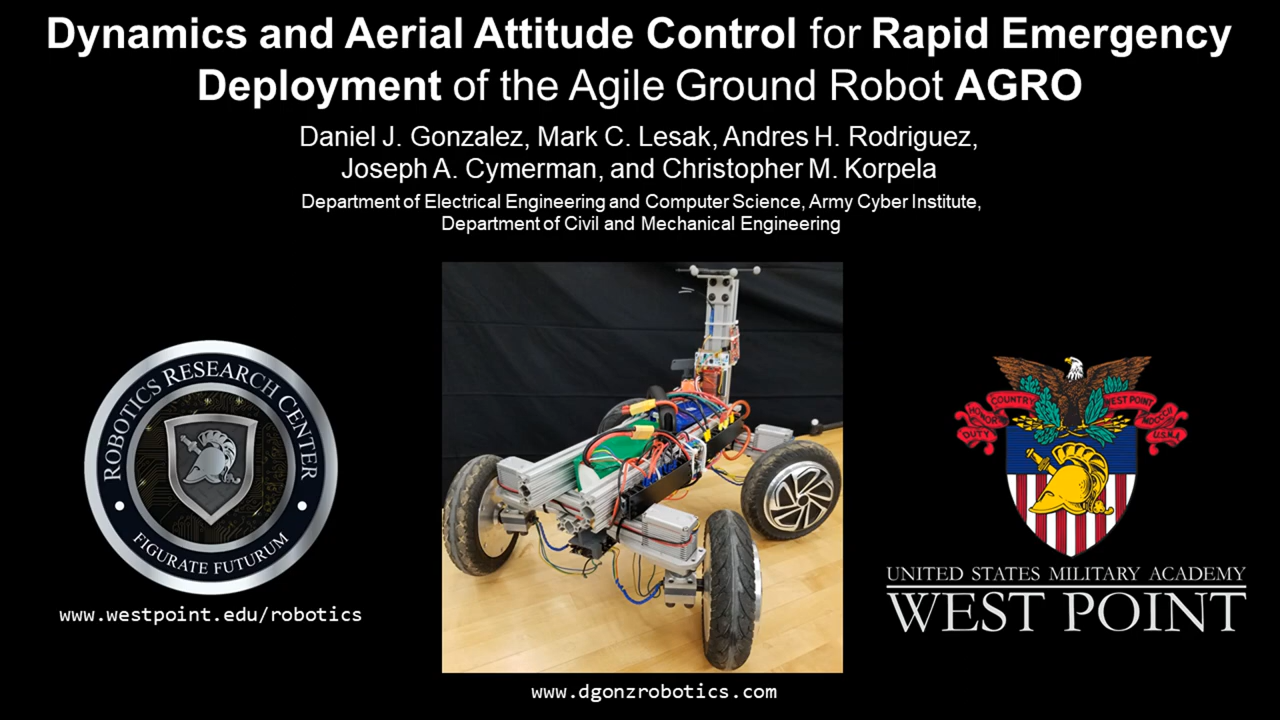 Dynamics and Aerial Attitude Control for Rapid Emergency
Deployment of the Agile Ground Robot AGRO
Daniel J. Gonzalez, Mark C. Lesak, Andres H. Rodriguez,
Joseph A. Cymerman, and Christopher M. Korpela
Department of Electrical Engineering and Computer Science, Army Cyber Institute,
Department of Civil and Mechanical Engineering
ROBOTICS RESEARCH CENTER
FIGURATE FUTURUM
www.westpoint.edu/robotics
DUTY
HONOR
COUNTRY
WEST POINT
MDCCCII
U.S.M.A.
UNITED STATES MILITARY ACADEMY
WEST POINT
www.dgonzrobotics.com